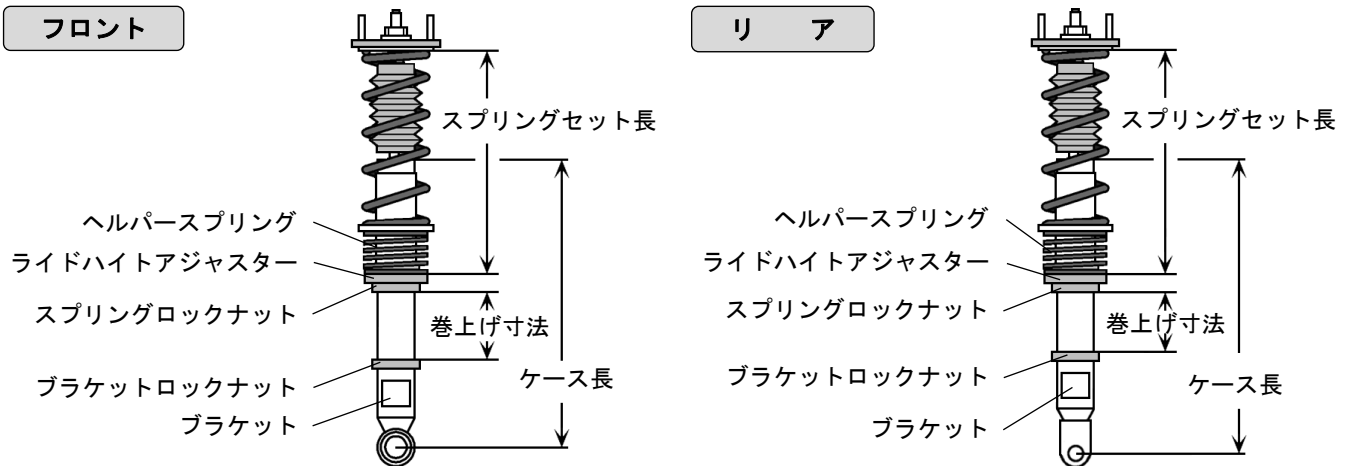 フロント
スプリングセット長
ヘルパースプリング
ライドハイトアジャスター
スプリングロックナット
巻上げ寸法
ブラケットロックナット
ケース長
ブラケット
リ　ア
スプリングセット長
ヘルパースプリング
ライドハイトアジャスター
スプリングロックナット
巻上げ寸法
ブラケットロックナット
ケース長
ブラケット